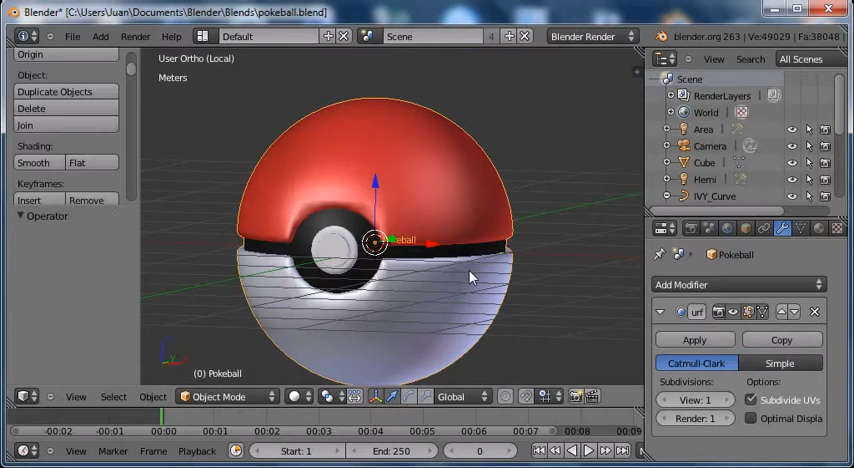 Blender* [C:\Users\Juan\Documents\Blender\Blends\pokeball.blend]
File Add Render Help Default Scene 4 Blender Render blender.org 263 | Ve:49029 | Fa:38048 |
Origin
Object:
Duplicate Objects
Delete
Join
Shading:
Smooth Flat
Keyframes:
Insert Remove
Operator
User Ortho (Local)
Meters
eball
(0) Pokeball
View Select Object Object Mode Global
-00:02 -00:01 00:00 00:01 00:02 00:03 00:04 00:05 00:06 00:07 00:08 00:09
View Marker Frame Playback Start: 1 End: 250 0
View Search All Scenes
Scene
RenderLayers
World
Area
Camera
Cube
Hemi
IVY_Curve
Pokeball
Add Modifier
urf
Apply Copy
Catmull-Clark Simple
Subdivisions: Options:
View: 1 Subdivide UVs
Render: 1 Optimal Displa